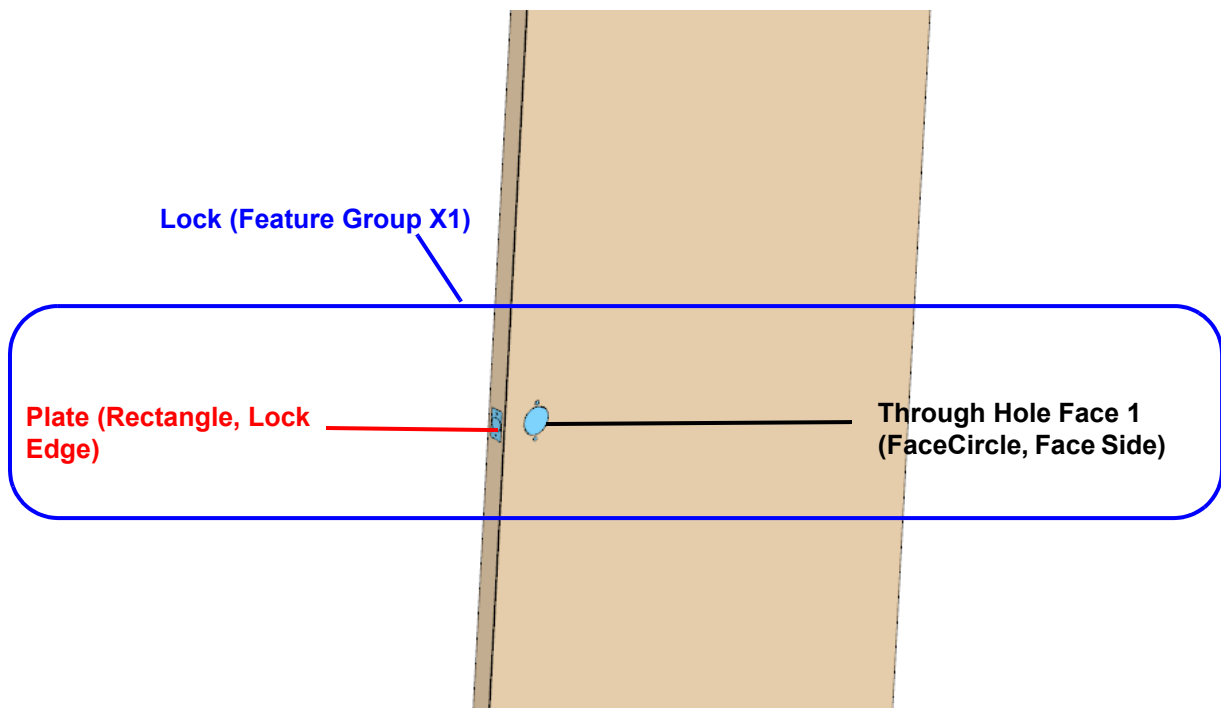 Lock (Feature Group X1)
Plate (Rectangle, Lock
Edge)
Through Hole Face 1
(FaceCircle, Face Side)